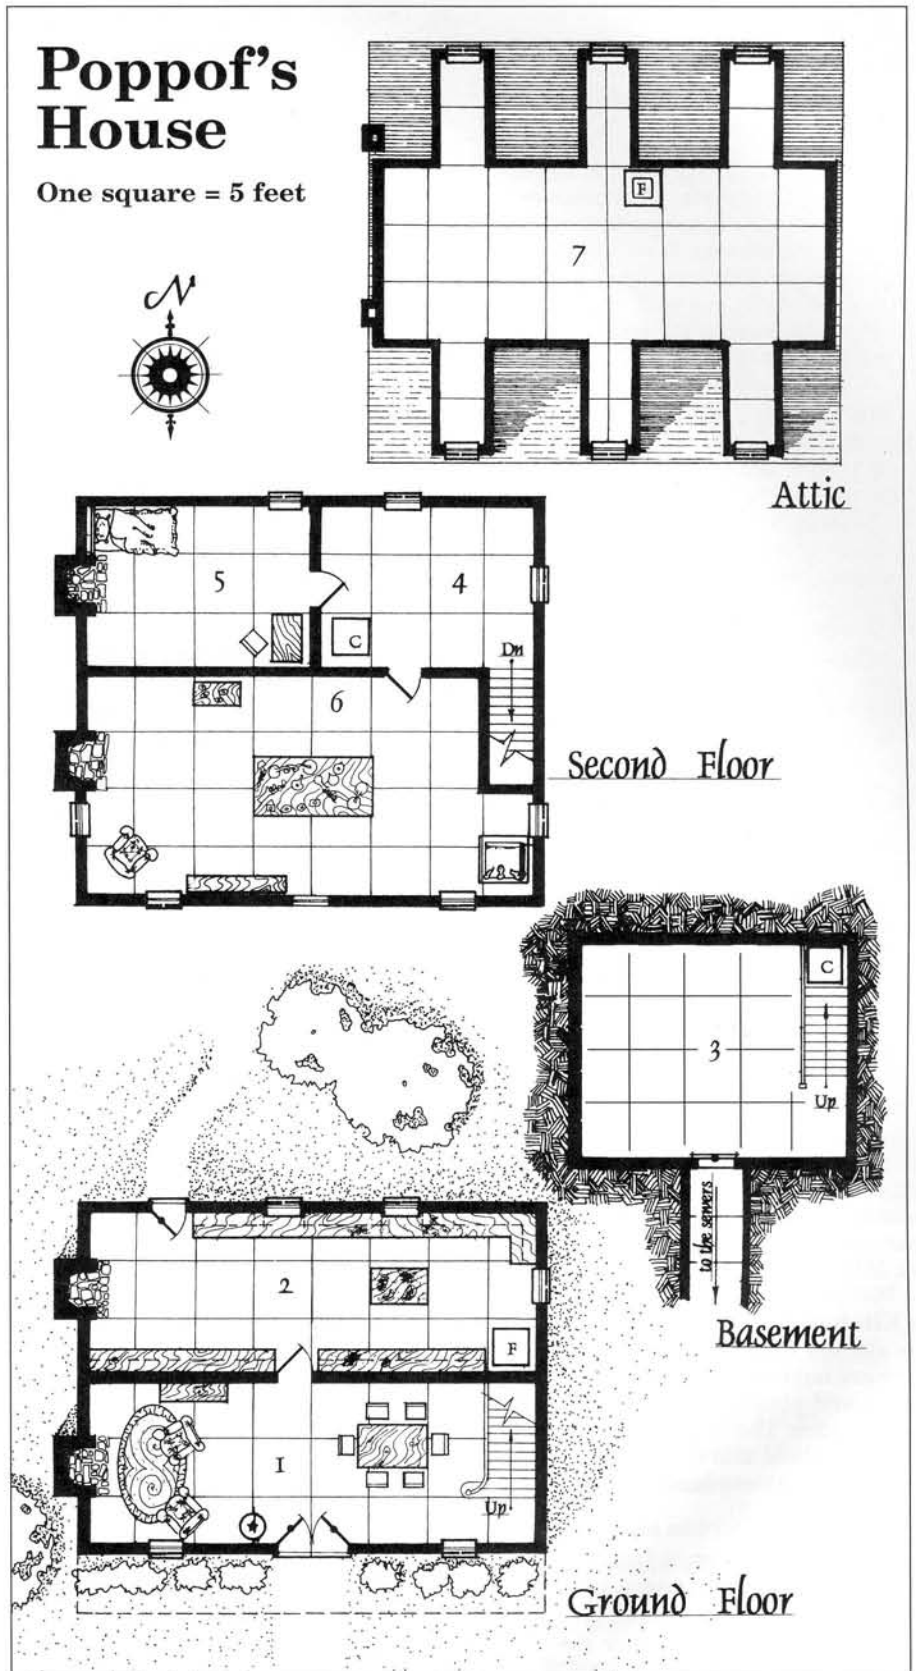 Poppof's
House
One square = 5 feet
N
F
7
Attic
5
4
C
Dn
6
Second Floor
C
3
Up
to the sewers
Basement
2
F
1
Up
Ground Floor